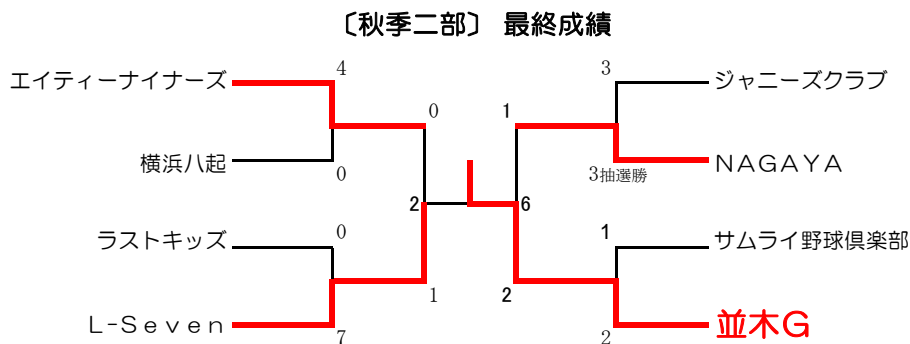 〔秋季二部〕 最終成績
エイティーナイナーズ
4
3
ジャニーズクラブ
0
1
横浜八起
0
3抽選勝
NAGAYA
2
6
ラストキッズ
0
1
サムライ野球倶楽部
1
2
L-Seven
7
2
並木G